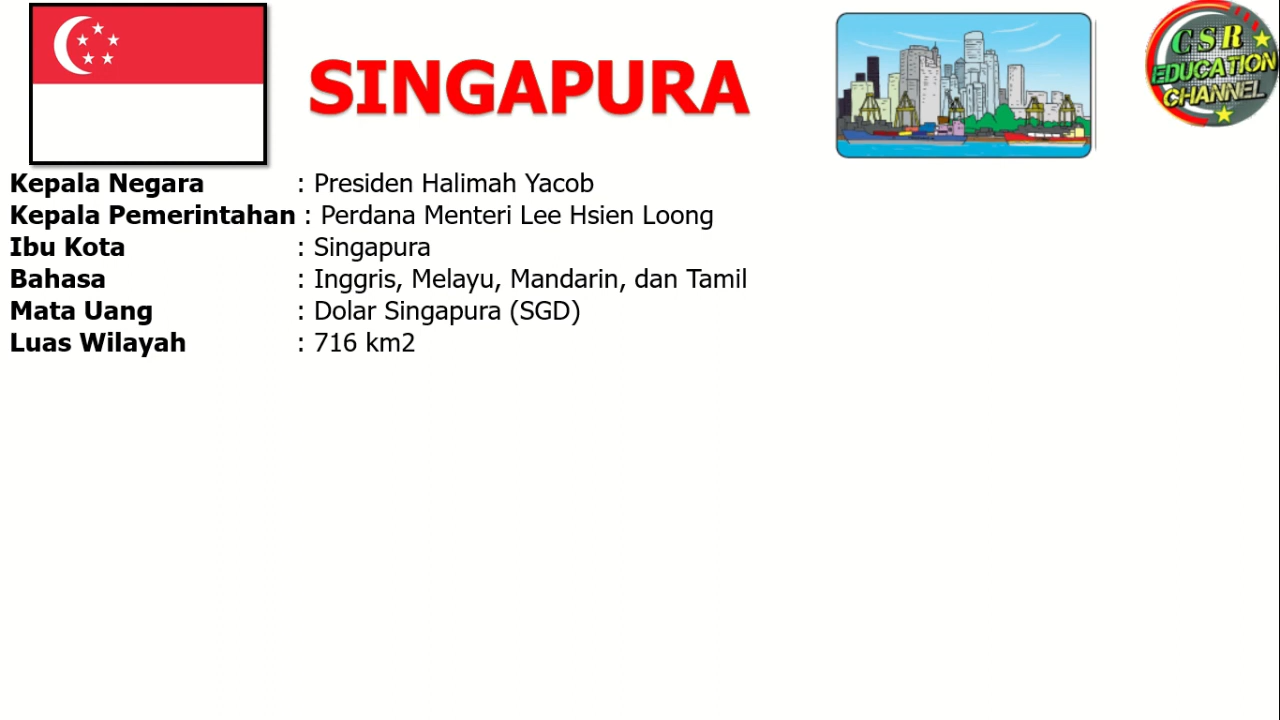 SINGAPURA
CSR
EDUCATION
CHANNEL
Kepala Negara : Presiden Halimah Yacob
Kepala Pemerintahan : Perdana Menteri Lee Hsien Loong
Ibu Kota : Singapura
Bahasa : Inggris, Melayu, Mandarin, dan Tamil
Mata Uang : Dolar Singapura (SGD)
Luas Wilayah : 716 km2